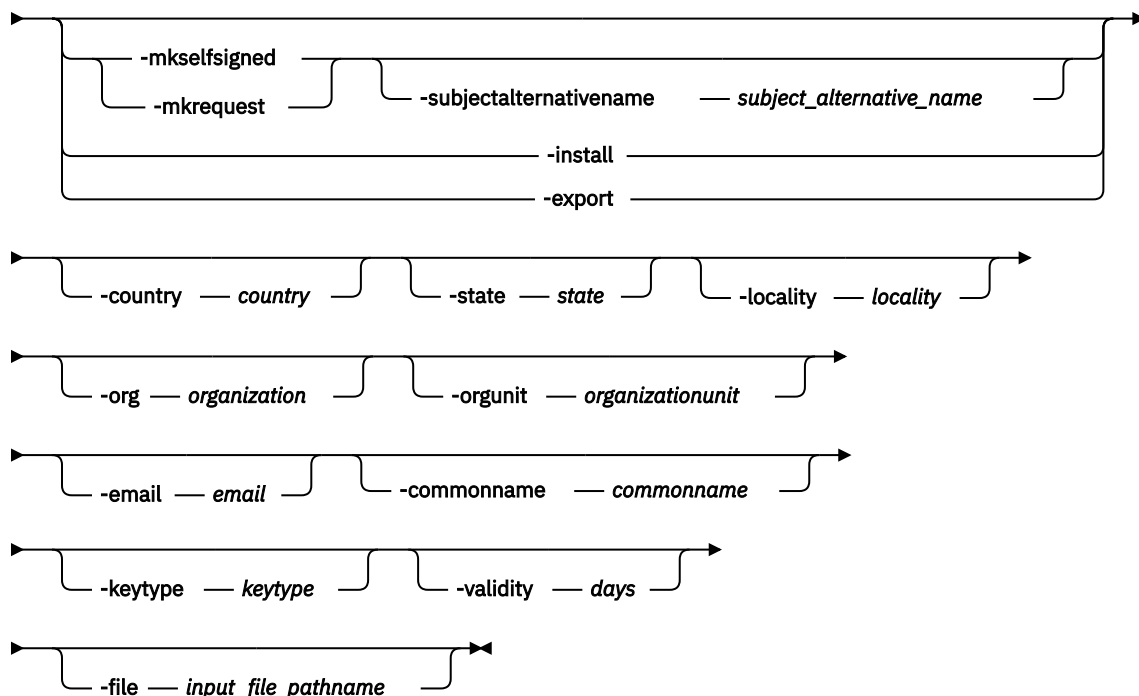 -mkselfsigned
-mkrequest
-subjectalternativename subject_alternative_name
-install
-export
-country country -state state -locality locality
-org organization -orgunit organizationunit
-email email -commonname commonname
-keytype keytype -validity days
-file input_file_pathname